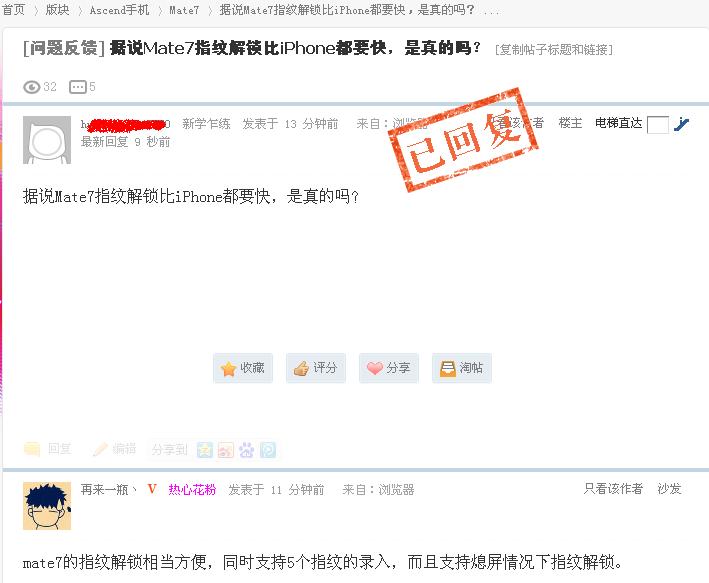 首页 > 版块 > Ascend手机 > Mate7 > 据说Mate7指纹解锁比iPhone都要快，是真的吗？ ...
[问题反馈] 据说Mate7指纹解锁比iPhone都要快，是真的吗？ [复制帖子标题和链接]
32 5
新学乍练 发表于 13 分钟前 来自：浏览器 该作者 楼主 电梯直达
最新回复 9 秒前
已回复
据说Mate7指纹解锁比iPhone都要快，是真的吗?
收藏 评分 分享 淘帖
回复 编辑 分享到
再来一瓶丶 V 热心花粉 发表于 11 分钟前 来自：浏览器 只看该作者 沙发
mate7的指纹解锁相当方便，同时支持5个指纹的录入，而且支持熄屏情况下指纹解锁。